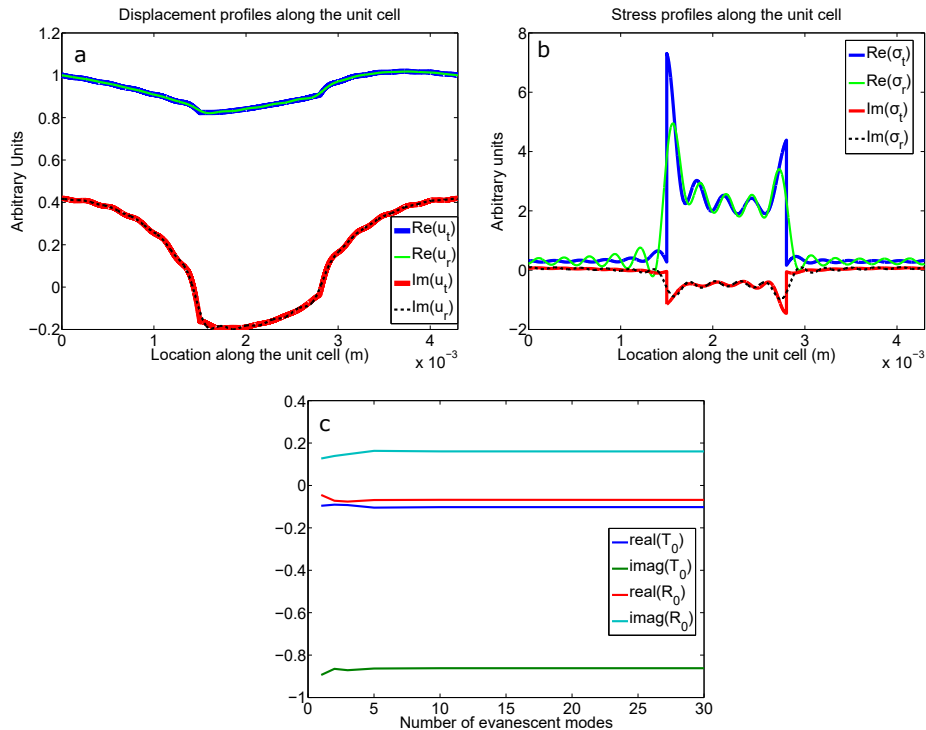 Displacement profiles along the unit cell
a
1.2
1
0.8
0.6
0.4
0.2
0
−0.2
Arbitrary Units
0
1
2
3
4
x 10⁻³
Location along the unit cell (m)
Re(u_t)
Re(u_r)
Im(u_t)
Im(u_r)
Stress profiles along the unit cell
b
8
6
4
2
0
−2
Arbitrary units
0
1
2
3
4
x 10⁻³
Location along the unit cell (m)
Re(σ_t)
Re(σ_r)
Im(σ_t)
Im(σ_r)
c
0.4
0.2
0
−0.2
−0.4
−0.6
−0.8
−1
0
5
10
15
20
25
30
Number of evanescent modes
real(T_0)
imag(T_0)
real(R_0)
imag(R_0)